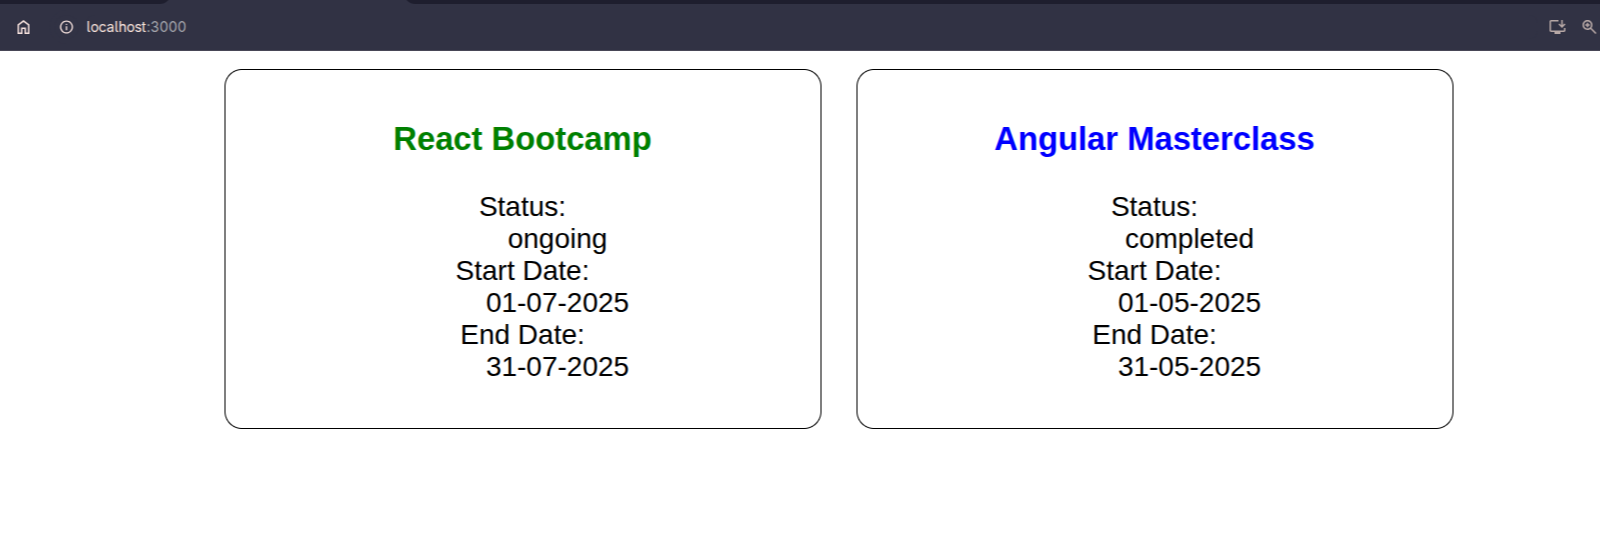 localhost:3000
React Bootcamp
Status:
ongoing
Start Date:
01-07-2025
End Date:
31-07-2025
Angular Masterclass
Status:
completed
Start Date:
01-05-2025
End Date:
31-05-2025